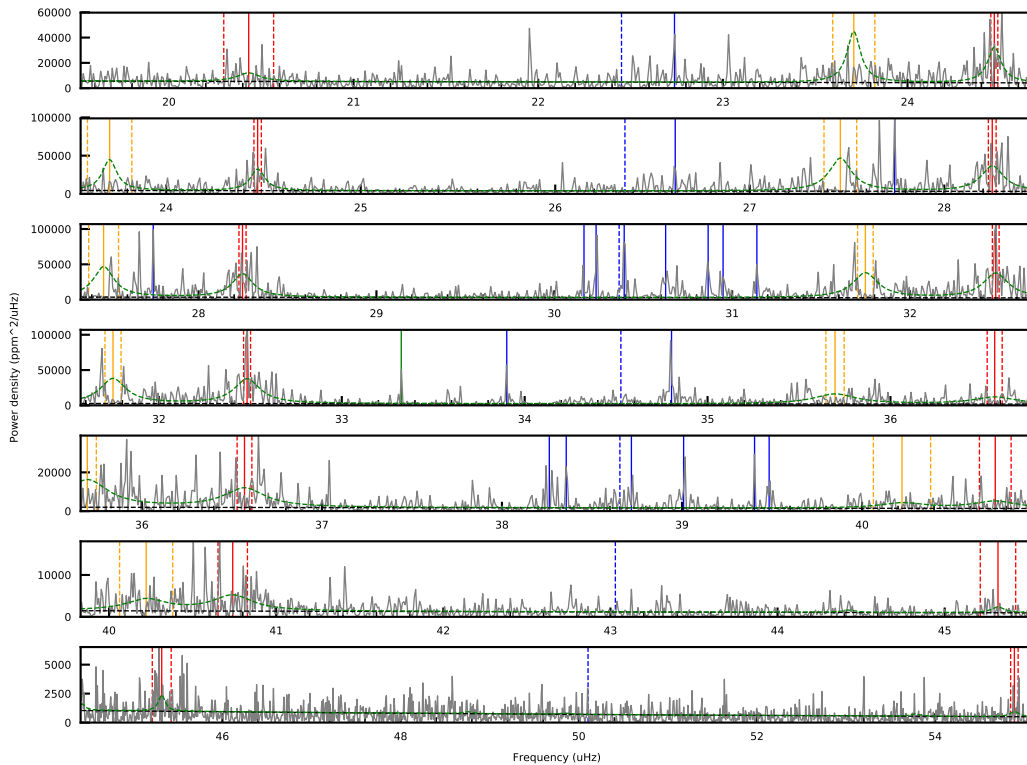 60000
40000
20000
0
20 21 22 23 24
100000
50000
0
24 25 26 27 28
100000
50000
0
28 29 30 31 32
Power density (ppm^2/uHz)
100000
50000
0
32 33 34 35 36
20000
0
36 37 38 39 40
10000
0
40 41 42 43 44 45
5000
2500
0
46 48 50 52 54
Frequency (uHz)